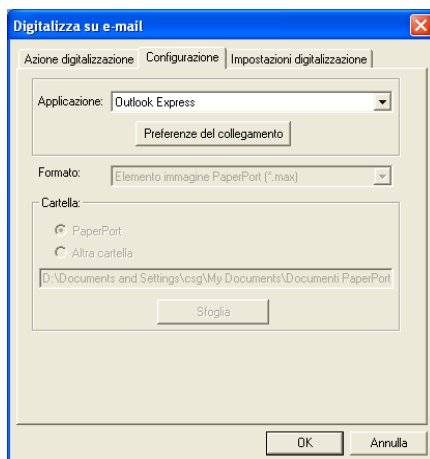 Digitalizza su e-mail
Azione digitalizzazione Configurazione Impostazioni digitalizzazione
Applicazione: Outlook Express
Preferenze del collegamento
Formato: Elemento immagine PaperPort (*.max)
Cartella:
PaperPort
Altra cartella
D:\Documents and Settings\csg\My Documents\Documenti PaperPort
Sfoglia
OK Annulla